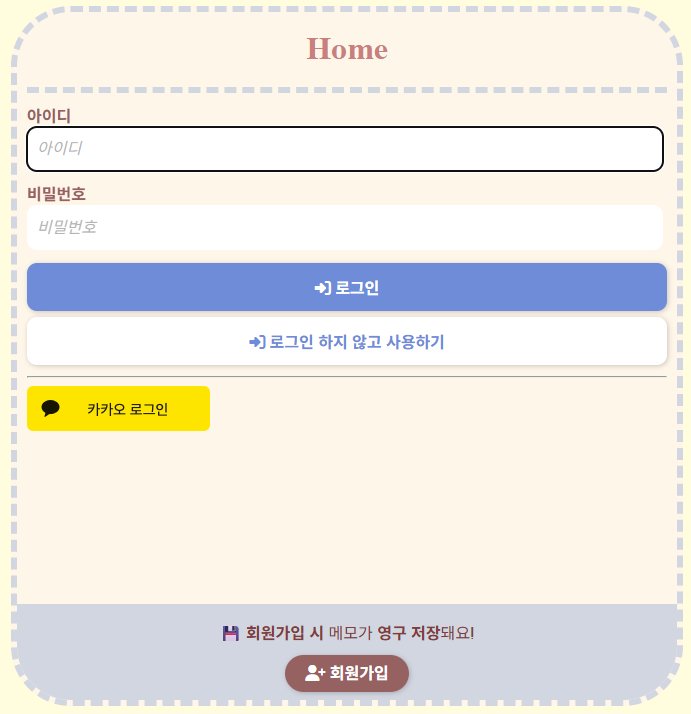 Home
아이디
아이디
비밀번호
비밀번호
로그인
로그인 하지 않고 사용하기
카카오 로그인
회원가입 시 메모가 영구 저장돼요!
회원가입